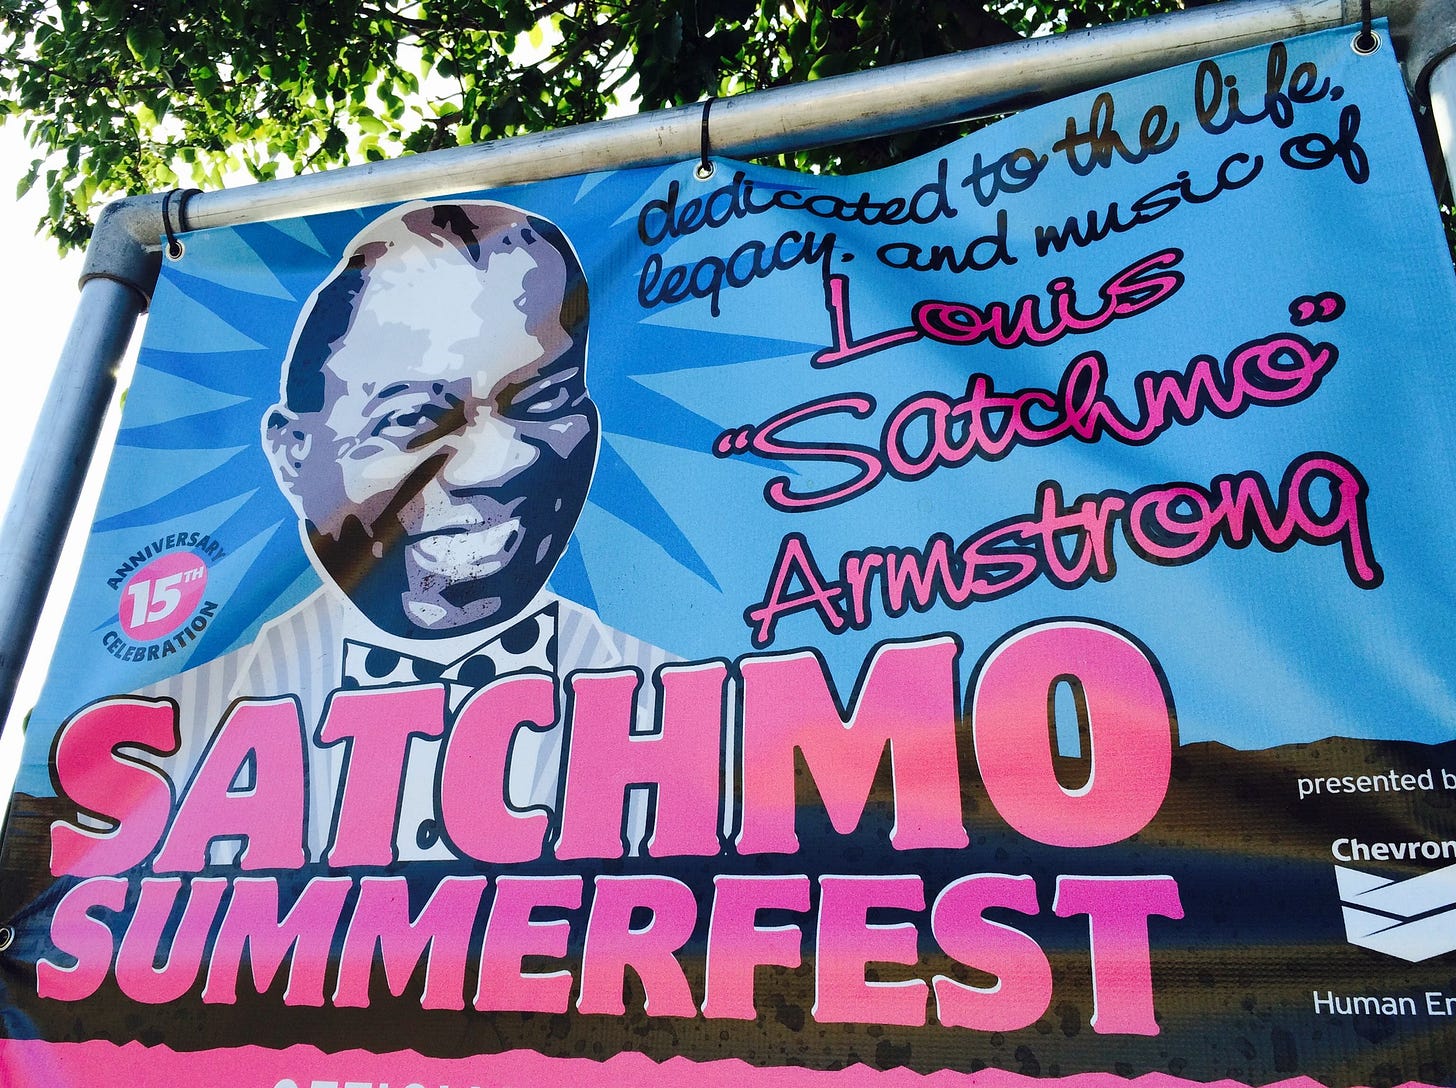 dedicated to the life,
legacy, and music of
Louis
“Satchmo”
Armstrong
ANNIVERSARY
15TH
CELEBRATION
SATCHMO
SUMMERFEST
presented
Chevron
Human